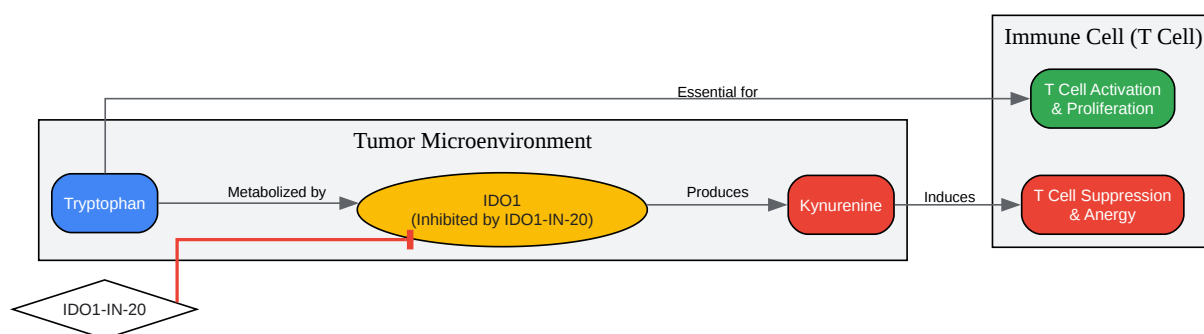 Immune Cell (T Cell)
T Cell Activation
& Proliferation
Essential for
Tumor Microenvironment
Tryptophan
Metabolized by
IDO1
(Inhibited by IDO1-IN-20)
Produces
Kynurenine
Induces
T Cell Suppression
& Anergy
IDO1-IN-20